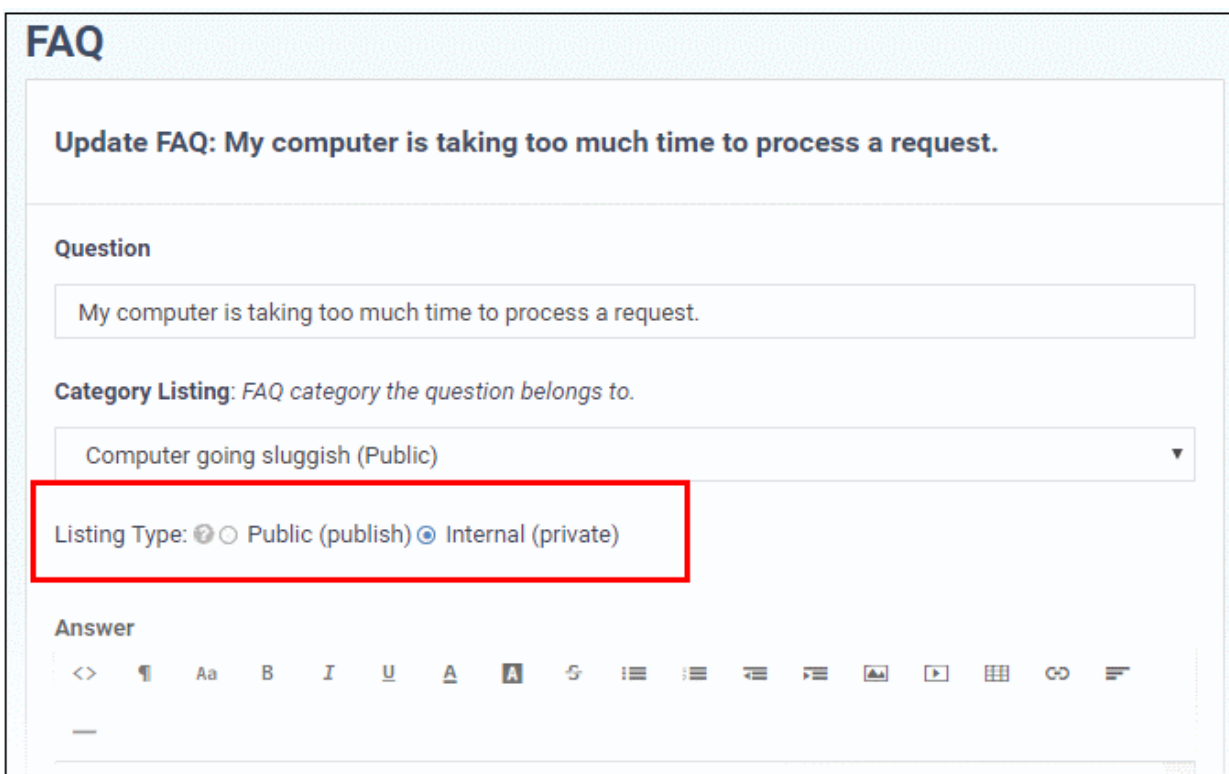 FAQ
Update FAQ: My computer is taking too much time to process a request.
Question
My computer is taking too much time to process a request.
Category Listing: FAQ category the question belongs to.
Computer going sluggish (Public)
Listing Type: Public (publish) Internal (private)
Answer
<> ¶ Aa B I U A A S